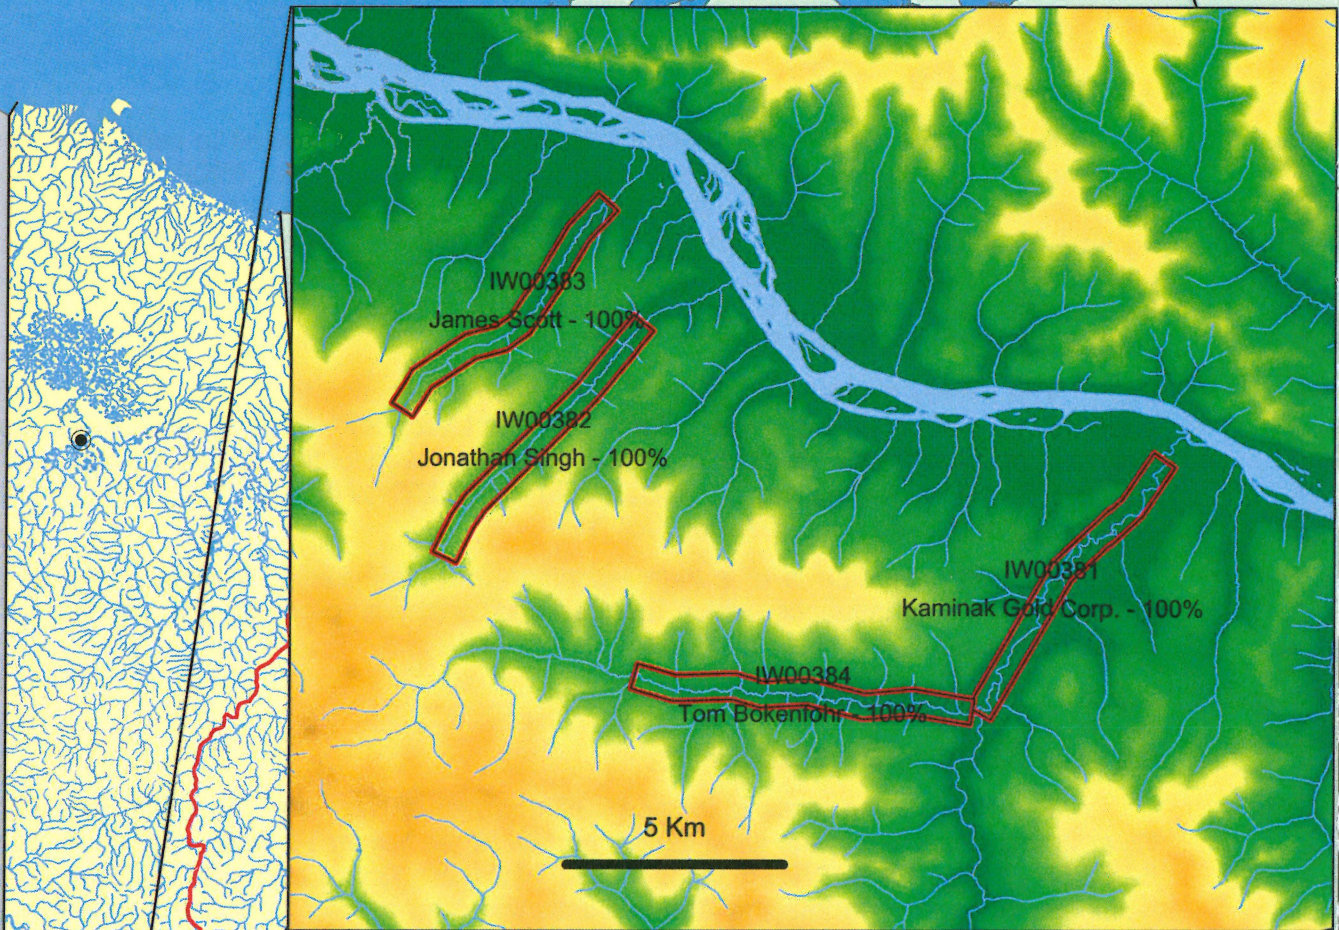 IW00383
James Scott - 100%
IW00382
Jonathan Singh - 100%
IW00381
Kaminak Gold Corp. - 100%
IW00384
Tom Bokenfohr - 100%
5 Km